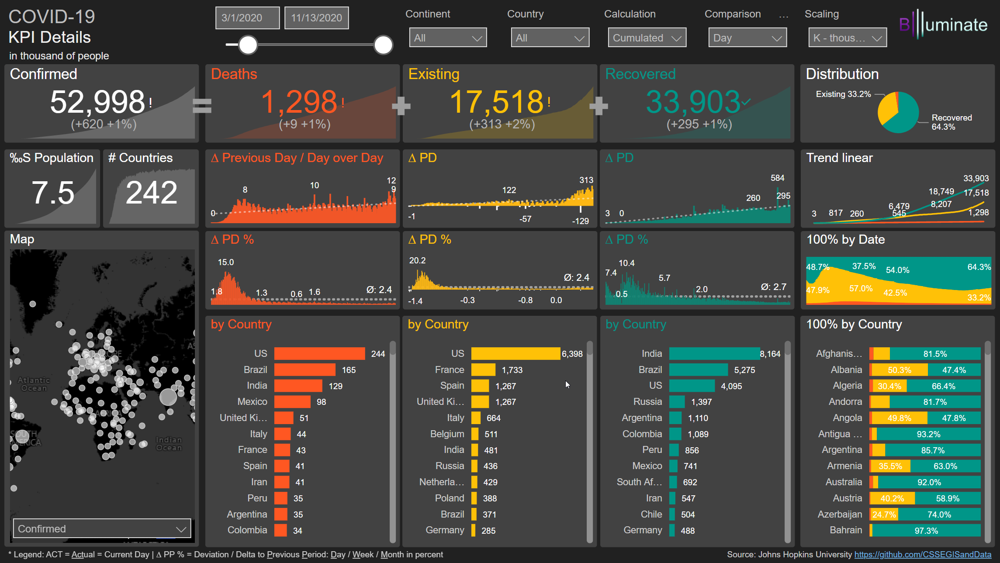 COVID-19
KPI Details
in thousand of people
3/1/2020
11/13/2020
Continent
All
Country
All
Calculation
Cumulated
Comparison
...
Day
Scaling
K - thous...
BIlluminate
Confirmed
52,998!
(+620 +1%)
=
Deaths
1,298!
(+9 +1%)
+
Existing
17,518!
(+313 +2%)
+
Recovered
33,903
(+295 +1%)
Distribution
Existing 33.2%
Recovered
64.3%
‱S Population
7.5
# Countries
242
Δ Previous Day / Day over Day
0
8
10
12
9
Δ PD
-1
122
-57
313
-129
Δ PD
3
0
260
584
295
Trend linear
3
817
260
6,479
545
18,749
8,207
33,903
17,518
1,298
Map
Atlantic
Ocean
EUROPE
AFRICA
AS
SOUTH
AMERICA
Indian
Ocean
Confirmed
Δ PD %
15.0
1.8
1.3
0.6
1.6
Ø: 2.4
Δ PD %
20.2
-1.4
-0.3
-0.8
0.0
Ø: 2.4
Δ PD %
7.4
10.4
0.5
5.7
2.0
Ø: 2.7
100% by Date
48.7%
37.5%
54.0%
64.3%
47.9%
57.0%
42.5%
33.2%
by Country
US 244
Brazil 165
India 129
Mexico 98
United Ki... 51
Italy 44
France 43
Spain 41
Iran 41
Peru 35
Argentina 35
Colombia 34
by Country
US 6,398
France 1,733
Spain 1,267
United Ki... 1,267
Italy 664
Belgium 511
India 481
Russia 436
Netherla... 429
Poland 388
Brazil 371
Germany 285
by Country
India 8,164
Brazil 5,275
US 4,095
Russia 1,397
Argentina 1,110
Colombia 1,089
Peru 856
Mexico 741
South Af... 692
Iran 547
Chile 504
Germany 488
100% by Country
Afghanis... 81.5%
Albania 50.3% 47.4%
Algeria 30.4% 66.4%
Andorra 81.7%
Angola 49.8% 47.8%
Antigua ... 93.2%
Argentina 85.7%
Armenia 35.5% 63.0%
Australia 92.0%
Austria 40.2% 58.9%
Azerbaijan 24.7% 74.0%
Bahrain 97.3%
* Legend: ACT = Actual = Current Day | Δ PP % = Deviation / Delta to Previous Period: Day / Week / Month in percent
Source: Johns Hopkins University https://github.com/CSSEGISandData